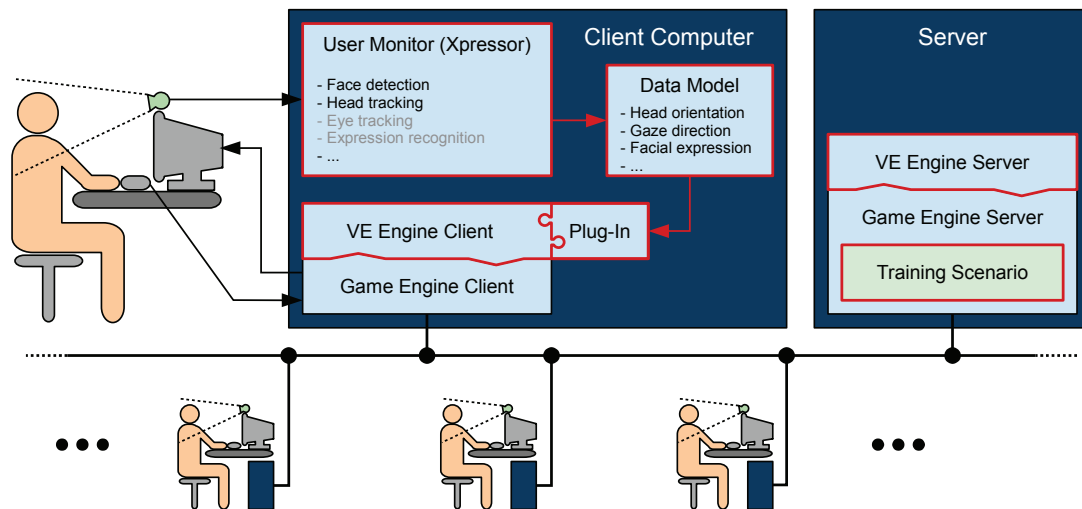 User Monitor (Xpressor)
- Face detection
- Head tracking
- Eye tracking
- Expression recognition
- ...
Client Computer
Data Model
- Head orientation
- Gaze direction
- Facial expression
- ...
VE Engine Client
Plug-In
Game Engine Client
Server
VE Engine Server
Game Engine Server
Training Scenario